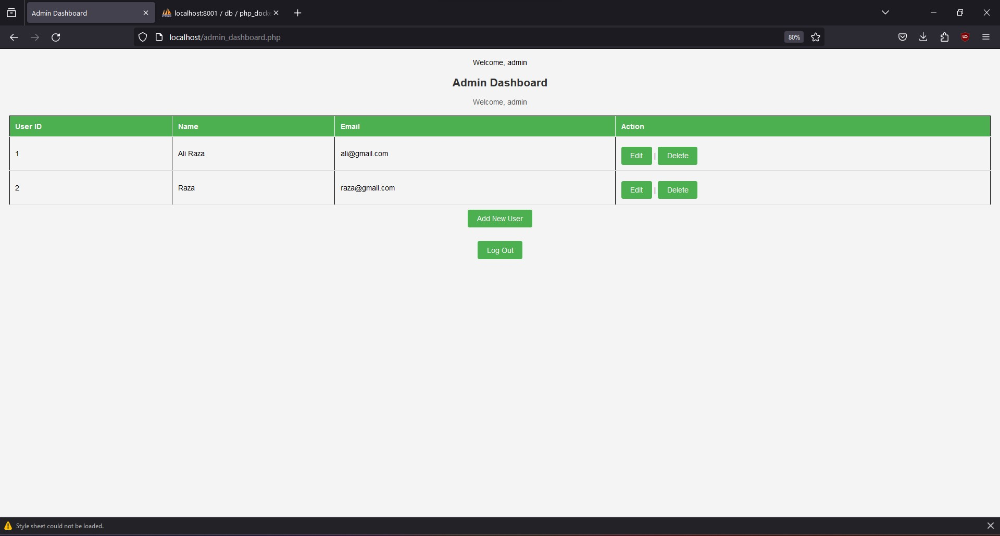 Admin Dashboard
localhost:8001 / db / php_docke
localhost/admin_dashboard.php
80%
Welcome, admin
Admin Dashboard
Welcome, admin
User ID Name Email Action
1 Ali Raza ali@gmail.com Edit | Delete
2 Raza raza@gmail.com Edit | Delete
Add New User
Log Out
Style sheet could not be loaded.